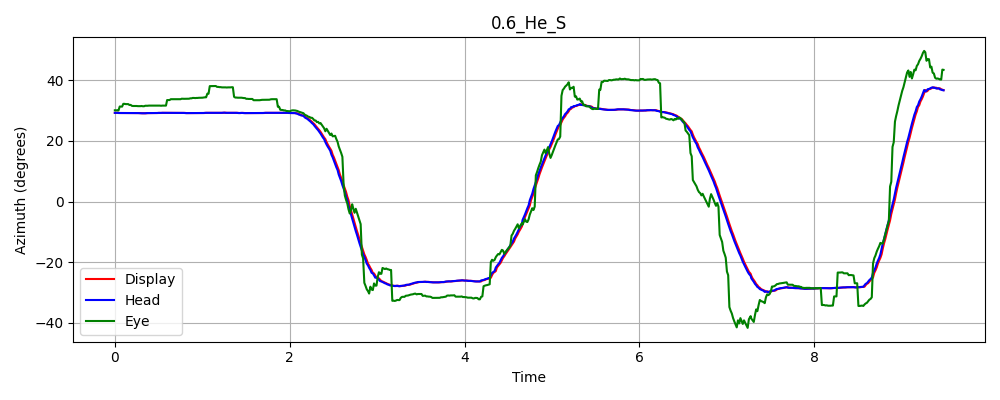 0.6_He_S
Azimuth (degrees)
40
20
0
−20
−40
Display
Head
Eye
0 2 4 6 8
Time